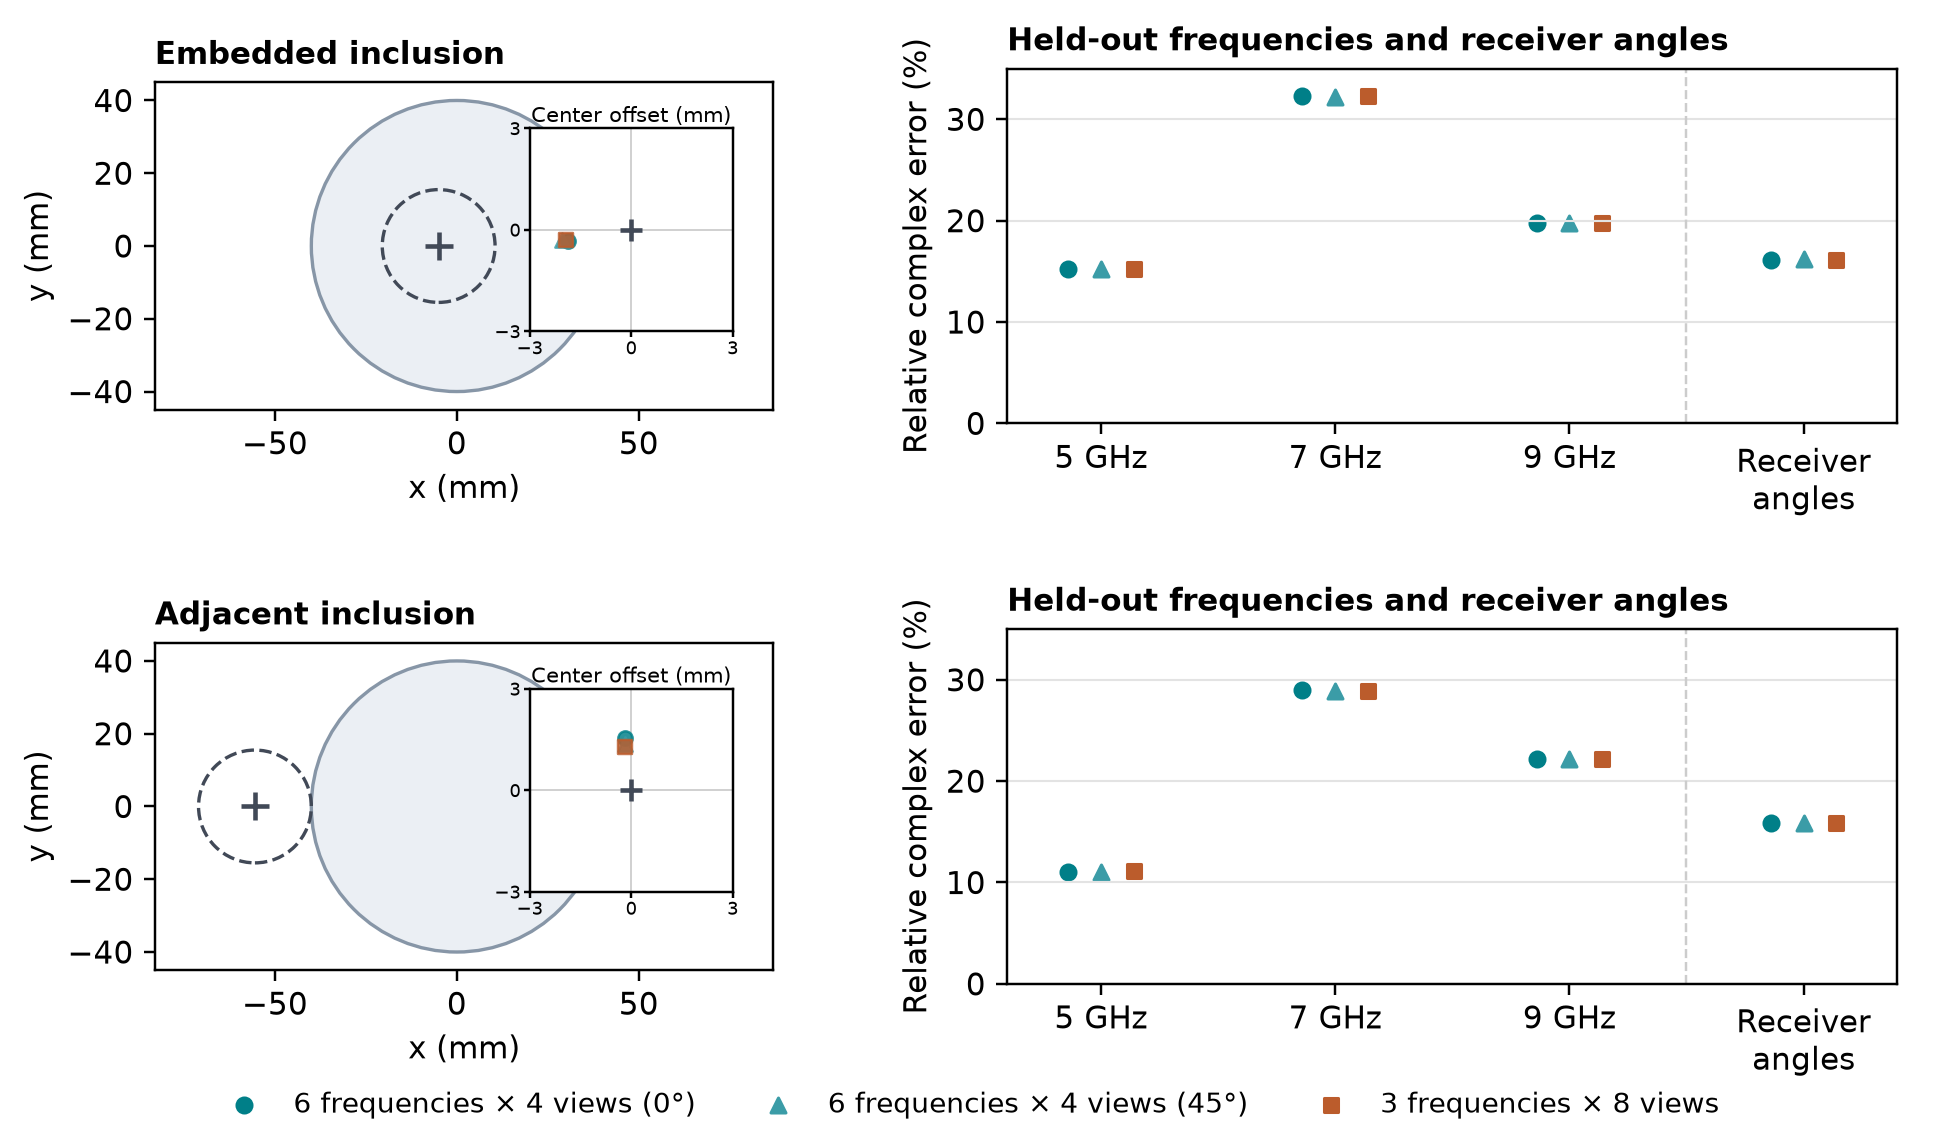 Embedded inclusion
Held-out frequencies and receiver angles
Center offset (mm)
y (mm)
40
20
0
−20
−40
3
0
−3
−3
0
3
−50
0
50
x (mm)
Relative complex error (%)
30
20
10
0
5 GHz
7 GHz
9 GHz
Receiver
angles
Adjacent inclusion
Held-out frequencies and receiver angles
Center offset (mm)
y (mm)
40
20
0
−20
−40
3
0
−3
−3
0
3
−50
0
50
x (mm)
Relative complex error (%)
30
20
10
0
5 GHz
7 GHz
9 GHz
Receiver
angles
6 frequencies × 4 views (0°)
6 frequencies × 4 views (45°)
3 frequencies × 8 views